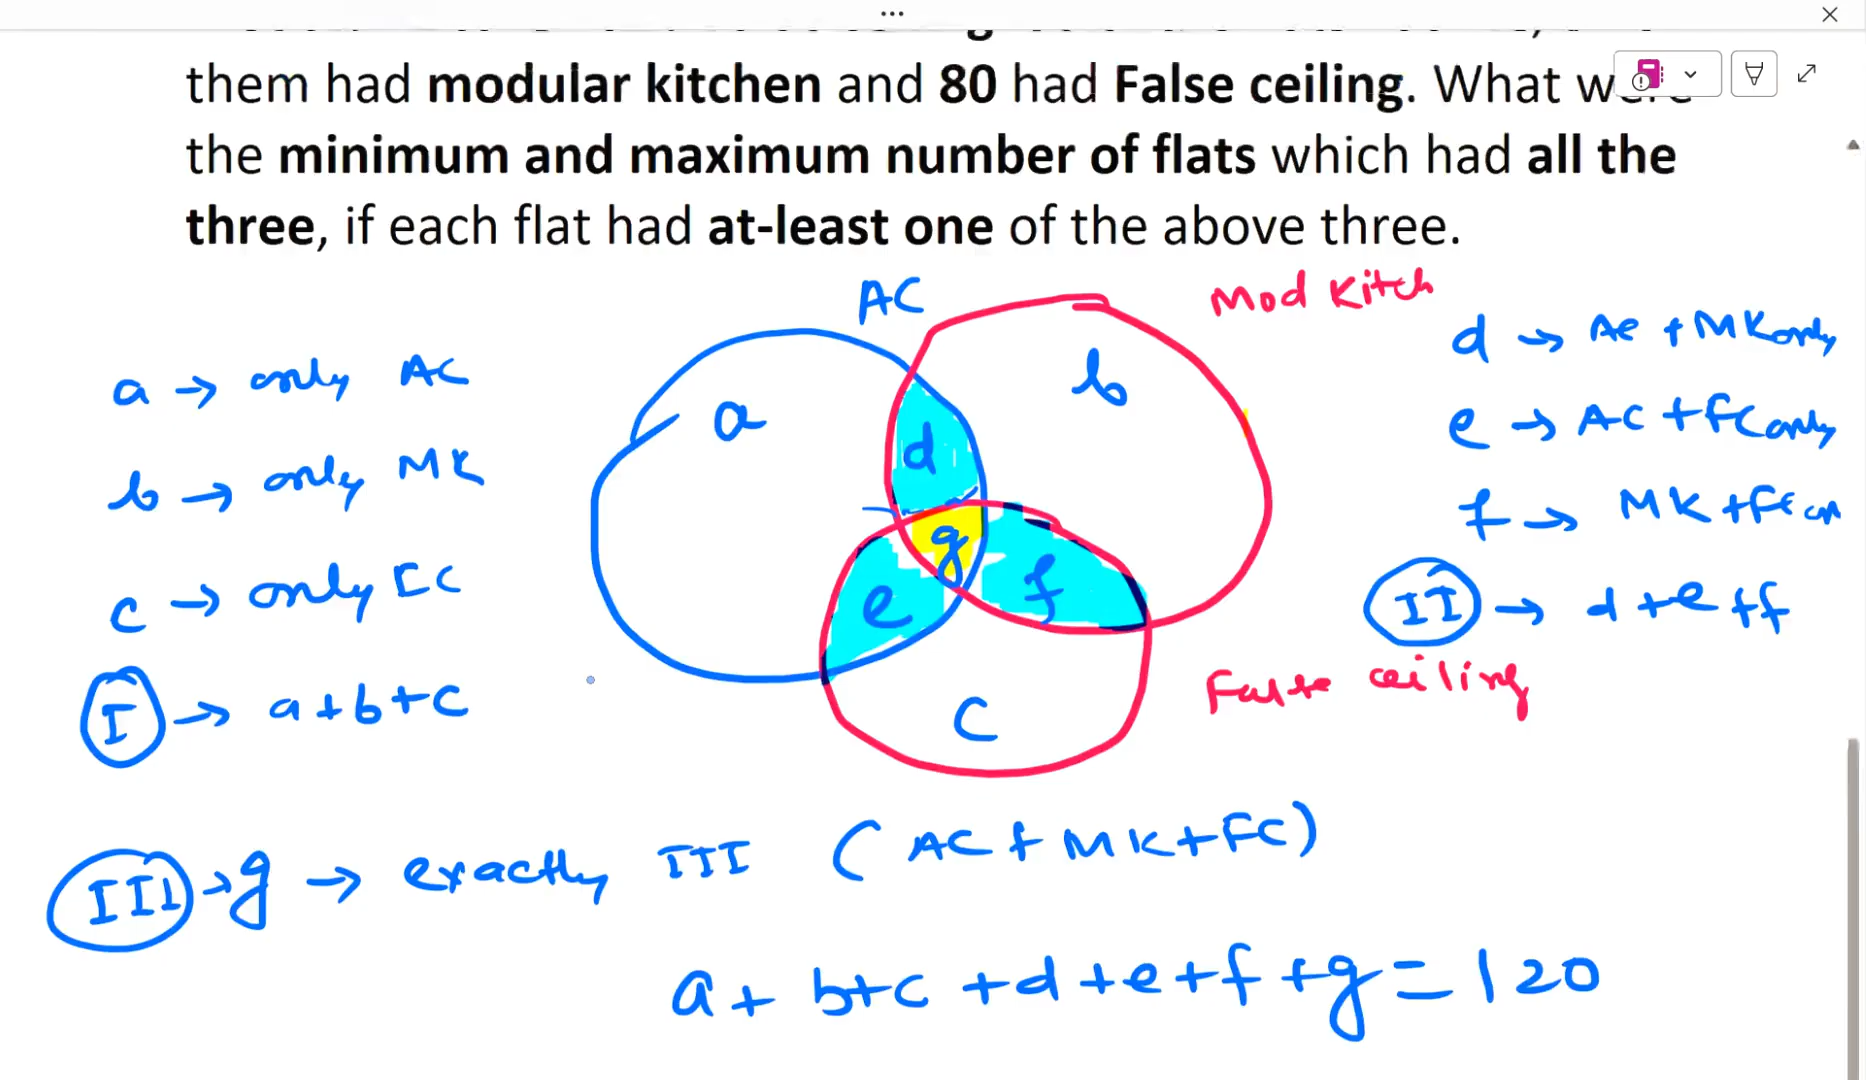 them had modular kitchen and 80 had False ceiling. What were
the minimum and maximum number of flats which had all the
three, if each flat had at-least one of the above three.
AC
Mod Kitch
a → only AC
b → only MK
c → only FC
I → a+b+c
a
b
d
g
e
f
C
d → AC + MK only
e → AC + FC only
f → MK + FC
II → d+e+f
False ceiling
III → g → exactly III (AC + MK + FC)
a + b+c +d+e+f +g = 120